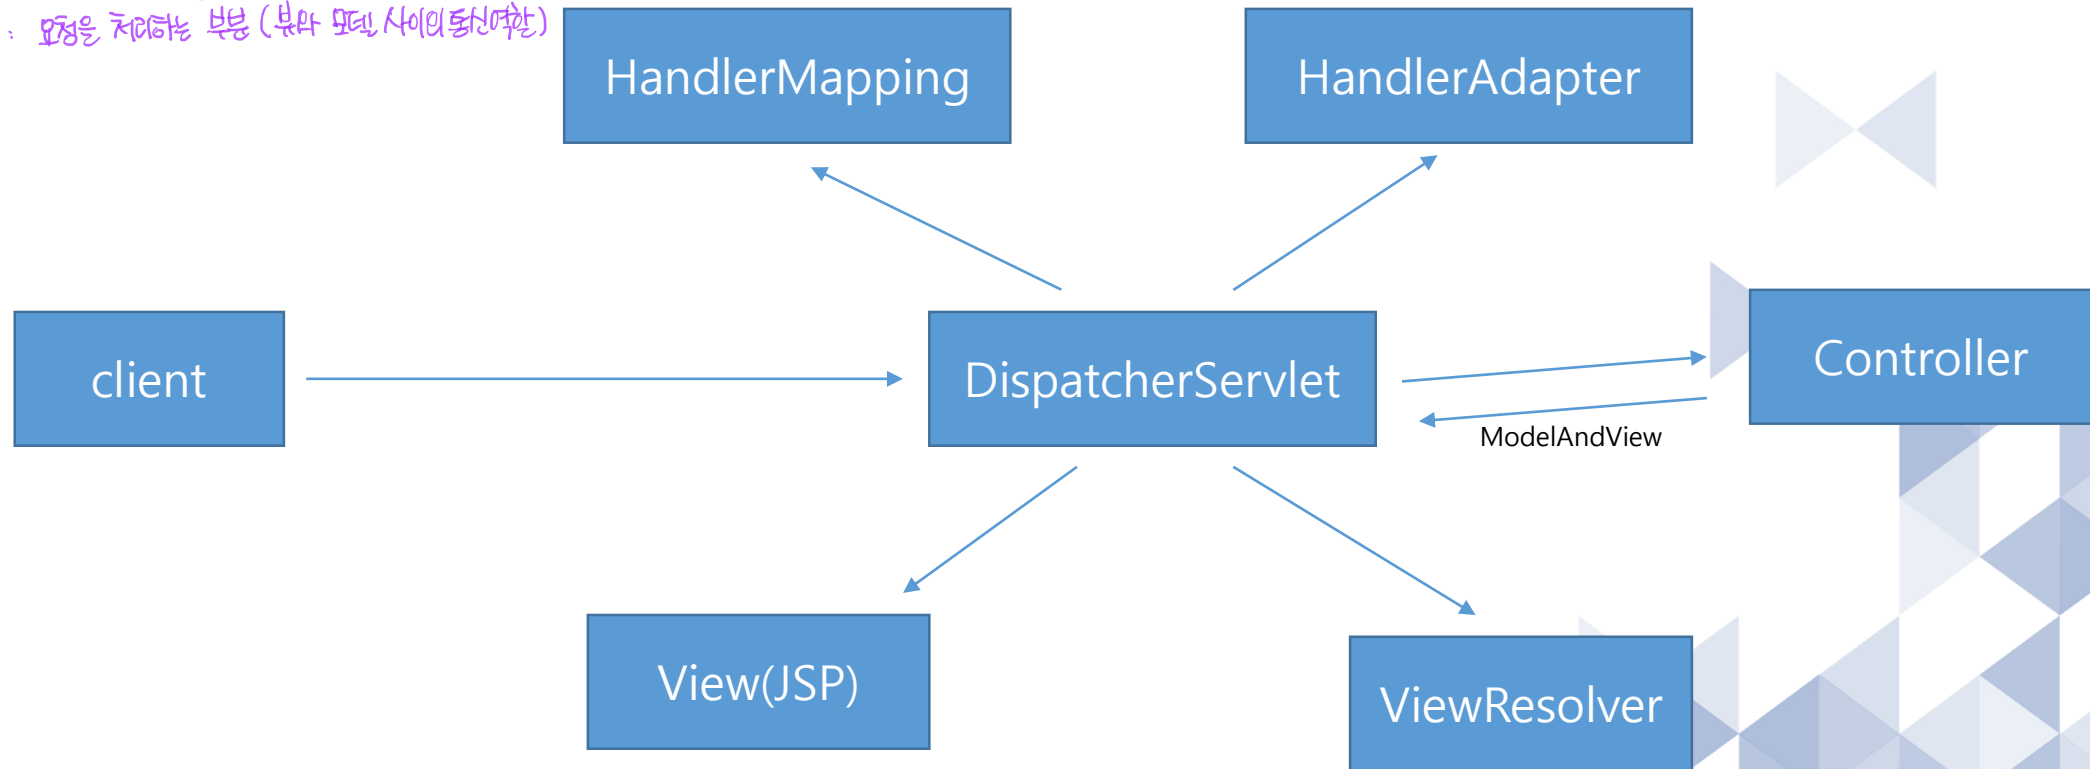 : 요청을 처리하는 부분 (뷰와 모델 사이의 통신역할)
HandlerMapping
HandlerAdapter
client
DispatcherServlet
Controller
ModelAndView
View(JSP)
ViewResolver